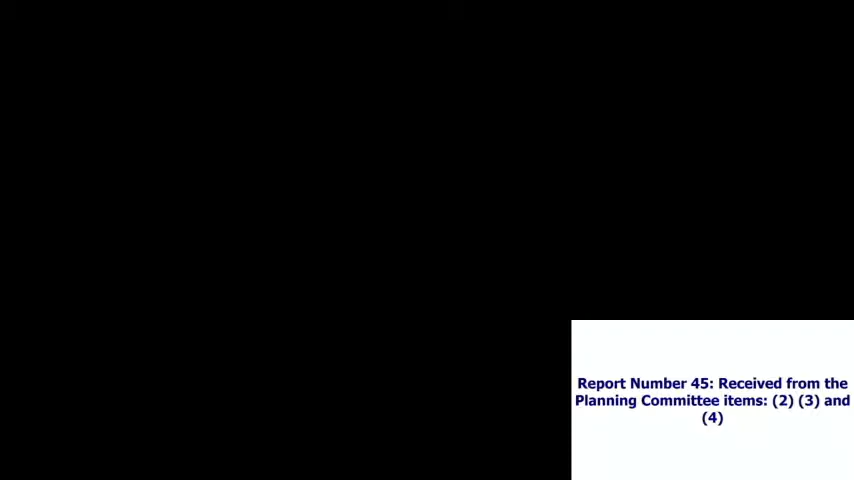 Report Number 45: Received from the
Planning Committee items: (2) (3) and
(4)